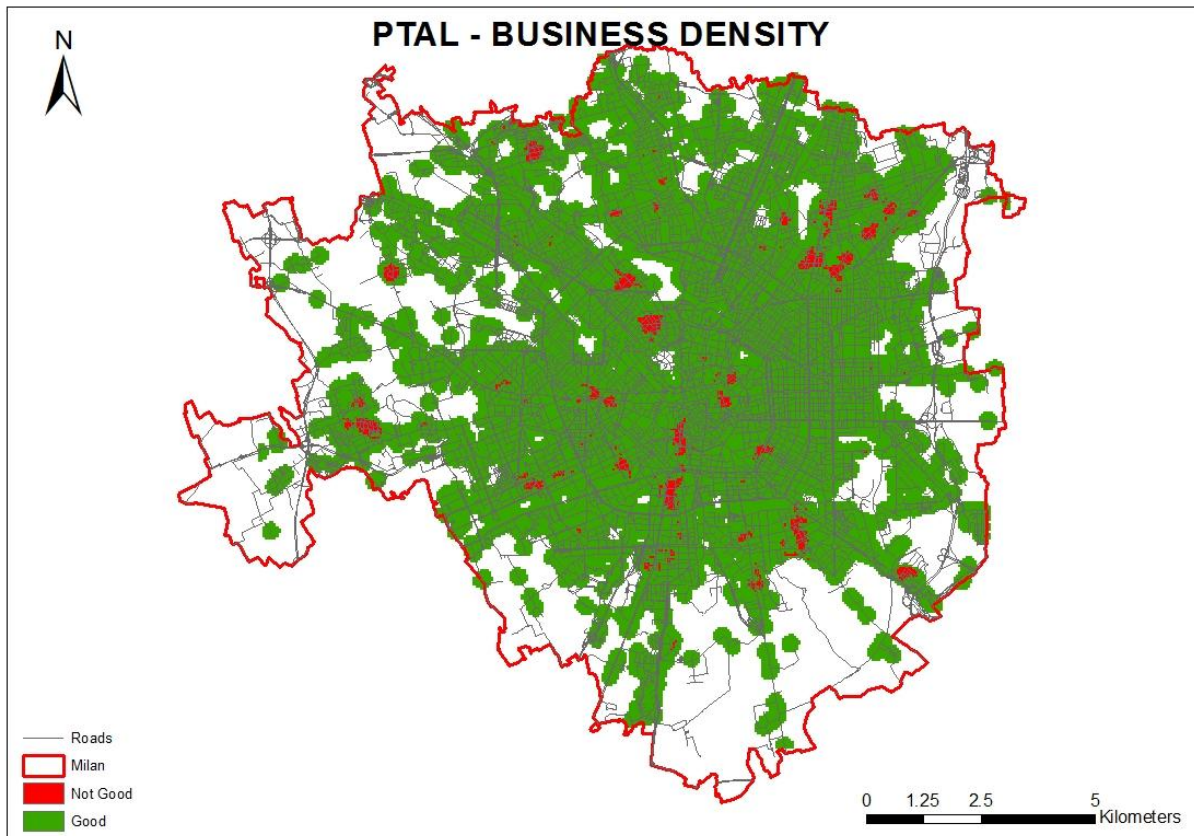 PTAL - BUSINESS DENSITY
N
Roads
Milan
Not Good
Good
0 1.25 2.5 5
Kilometers